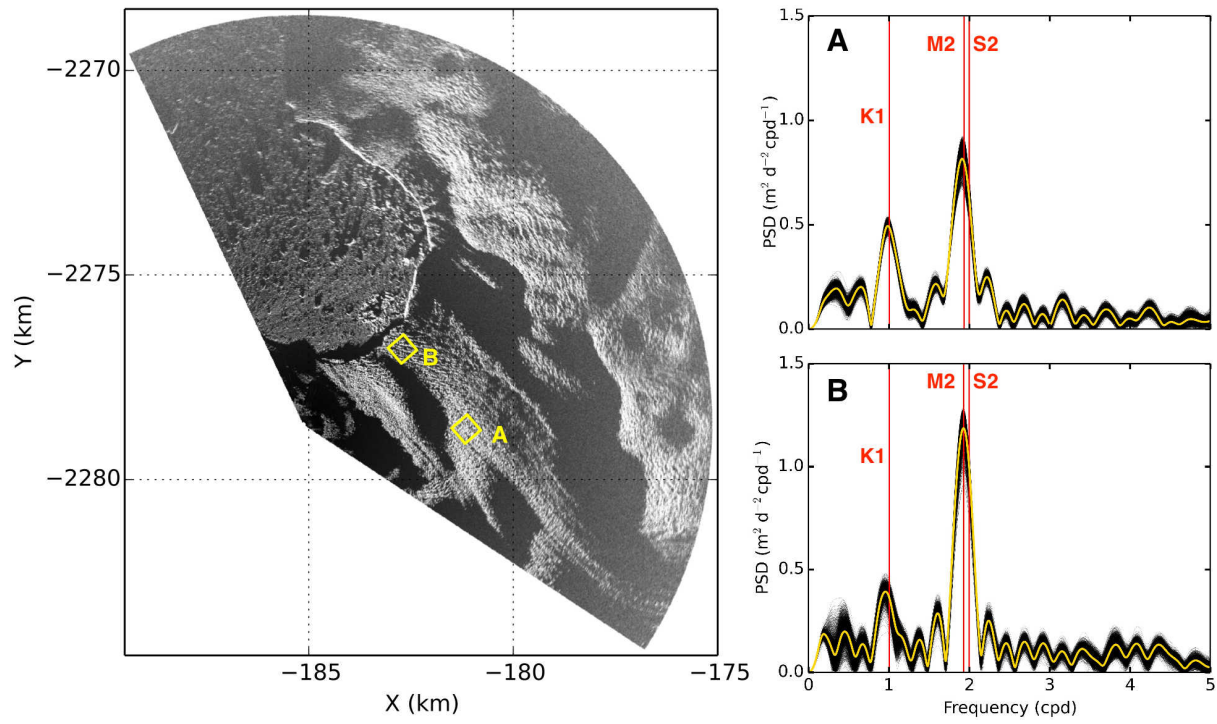 −2270
−2275
−2280
Y (km)
−185
−180
−175
X (km)
B
A
A
M2
S2
K1
1.5
1.0
0.5
0.0
PSD (m² d⁻² cpd⁻¹)
B
M2
S2
K1
1.5
1.0
0.5
0.0
PSD (m² d⁻² cpd⁻¹)
0
1
2
3
4
5
Frequency (cpd)